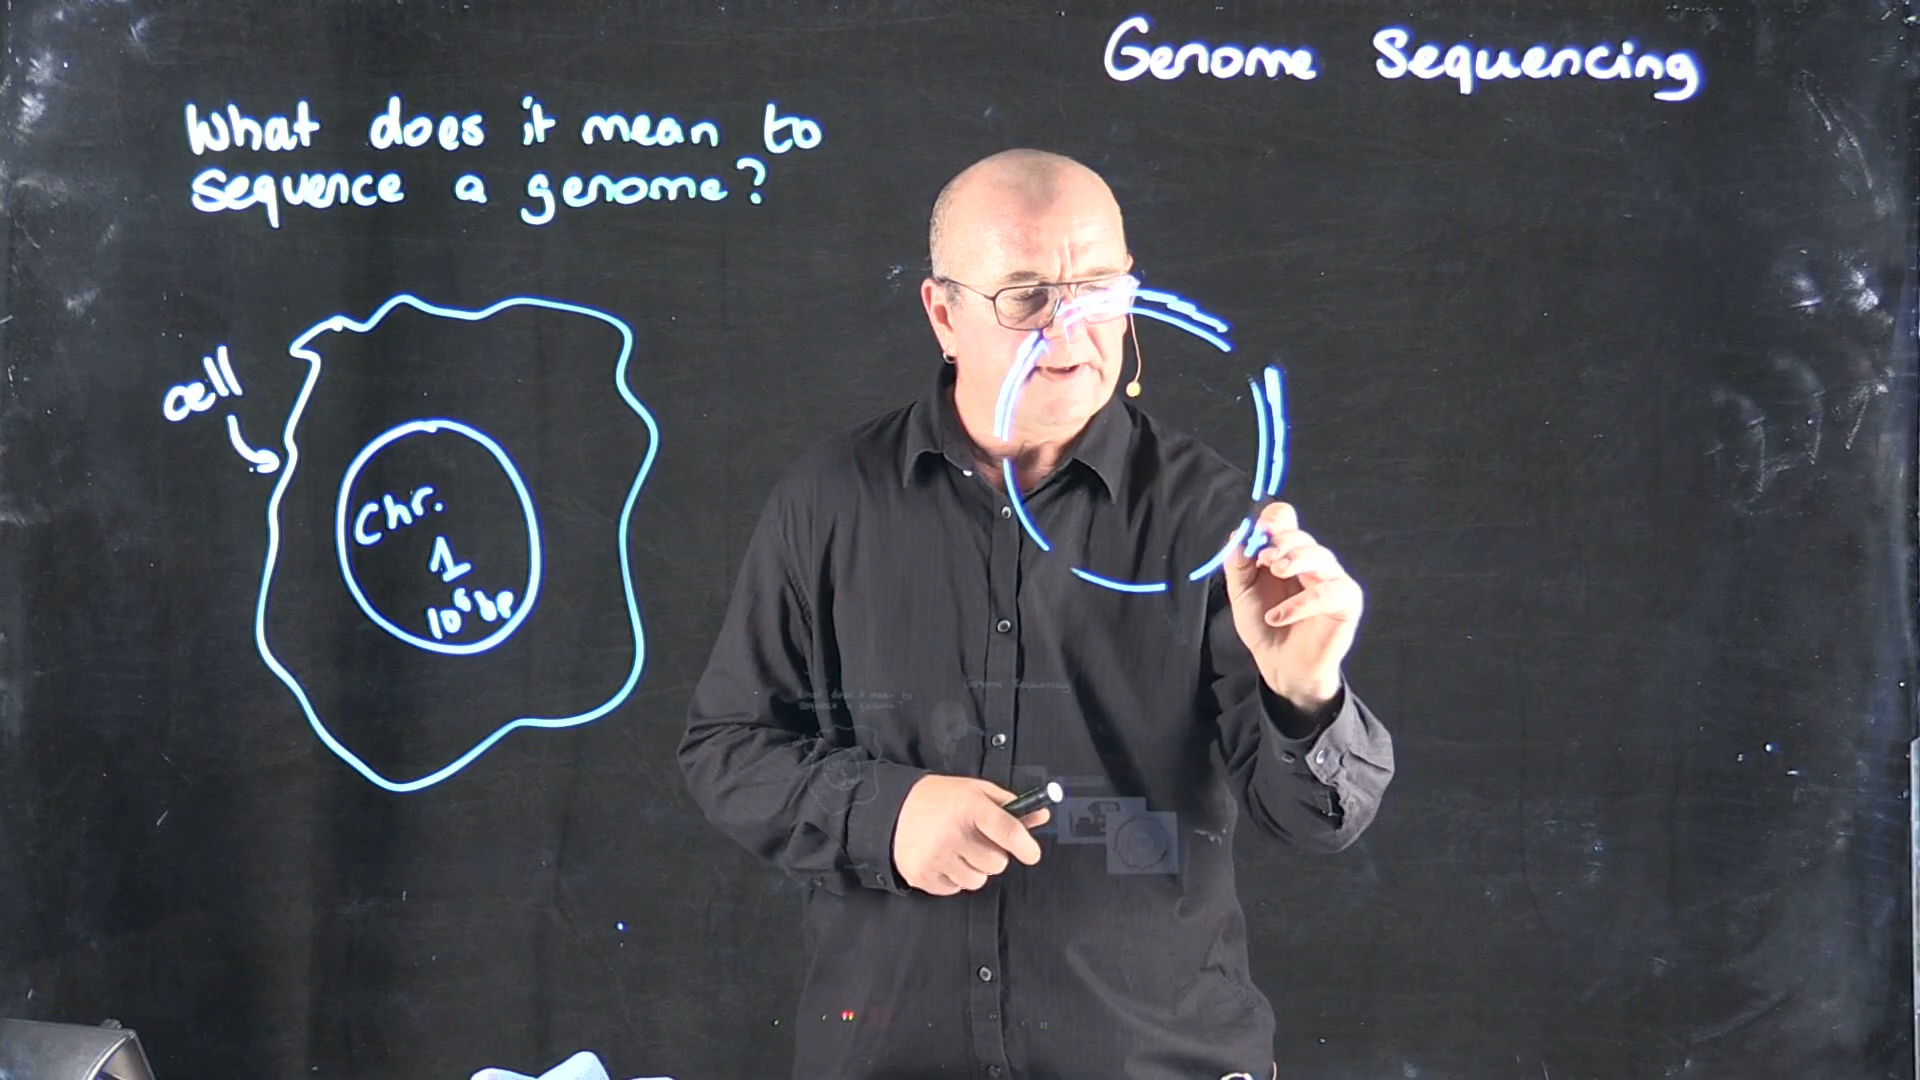 Genome Sequencing
What does it mean to
sequence a genome?
cell
Chr.
1
10⁶ bp